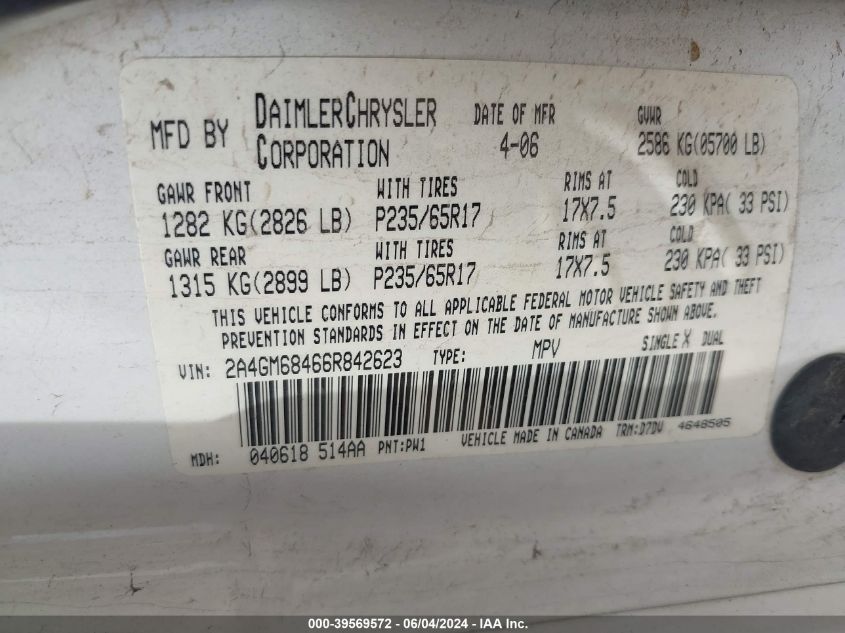 MFD BY DAIMLERCHRYSLER CORPORATION DATE OF MFR 4-06 GVWR 2586 KG(05700 LB)
GAWR FRONT WITH TIRES RIMS AT COLD
1282 KG(2826 LB) P235/65R17 17X7.5 230 KPA( 33 PSI)
GAWR REAR WITH TIRES RIMS AT COLD
1315 KG(2899 LB) P235/65R17 17X7.5 230 KPA( 33 PSI)
THIS VEHICLE CONFORMS TO ALL APPLICABLE FEDERAL MOTOR VEHICLE SAFETY AND THEFT
PREVENTION STANDARDS IN EFFECT ON THE DATE OF MANUFACTURE SHOWN ABOVE.
VIN: 2A4GM68466R842623 TYPE: MPV SINGLE X DUAL
MDH: 040618 514AA PNT:PW1 VEHICLE MADE IN CANADA TRM:D7DV 4648505
000-39569572 | 06/04/2024 - IAA Inc.